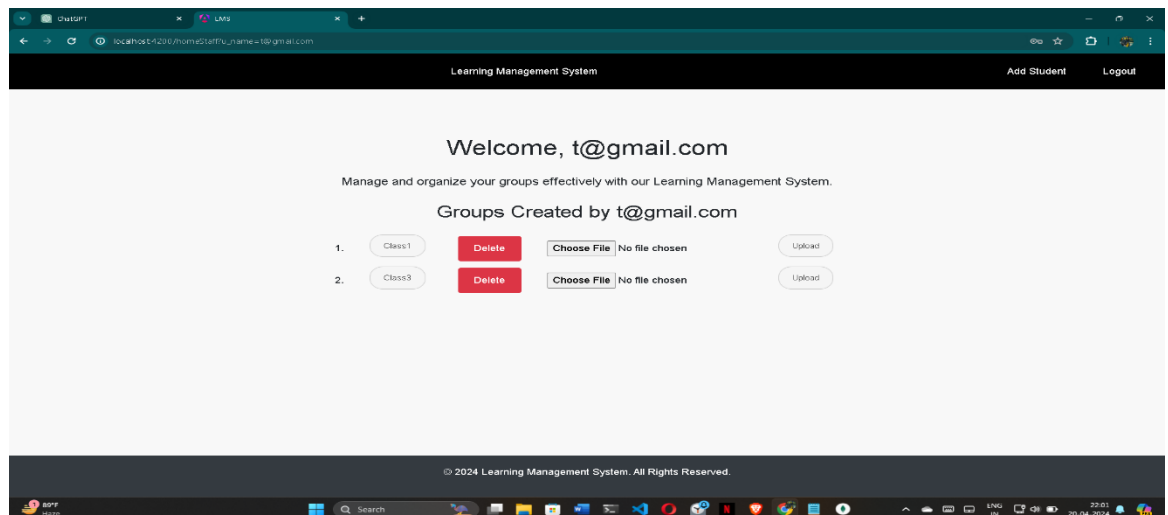 ChatGPT LMS
localhost:4200/homeStaff?u_name=t@gmail.com
Learning Management System Add Student Logout
Welcome, t@gmail.com
Manage and organize your groups effectively with our Learning Management System.
Groups Created by t@gmail.com
1. Class1 Delete Choose File No file chosen Upload
2. Class3 Delete Choose File No file chosen Upload
© 2024 Learning Management System. All Rights Reserved.
89°F Search ENG 22:01
Haze IN 20-04-2024